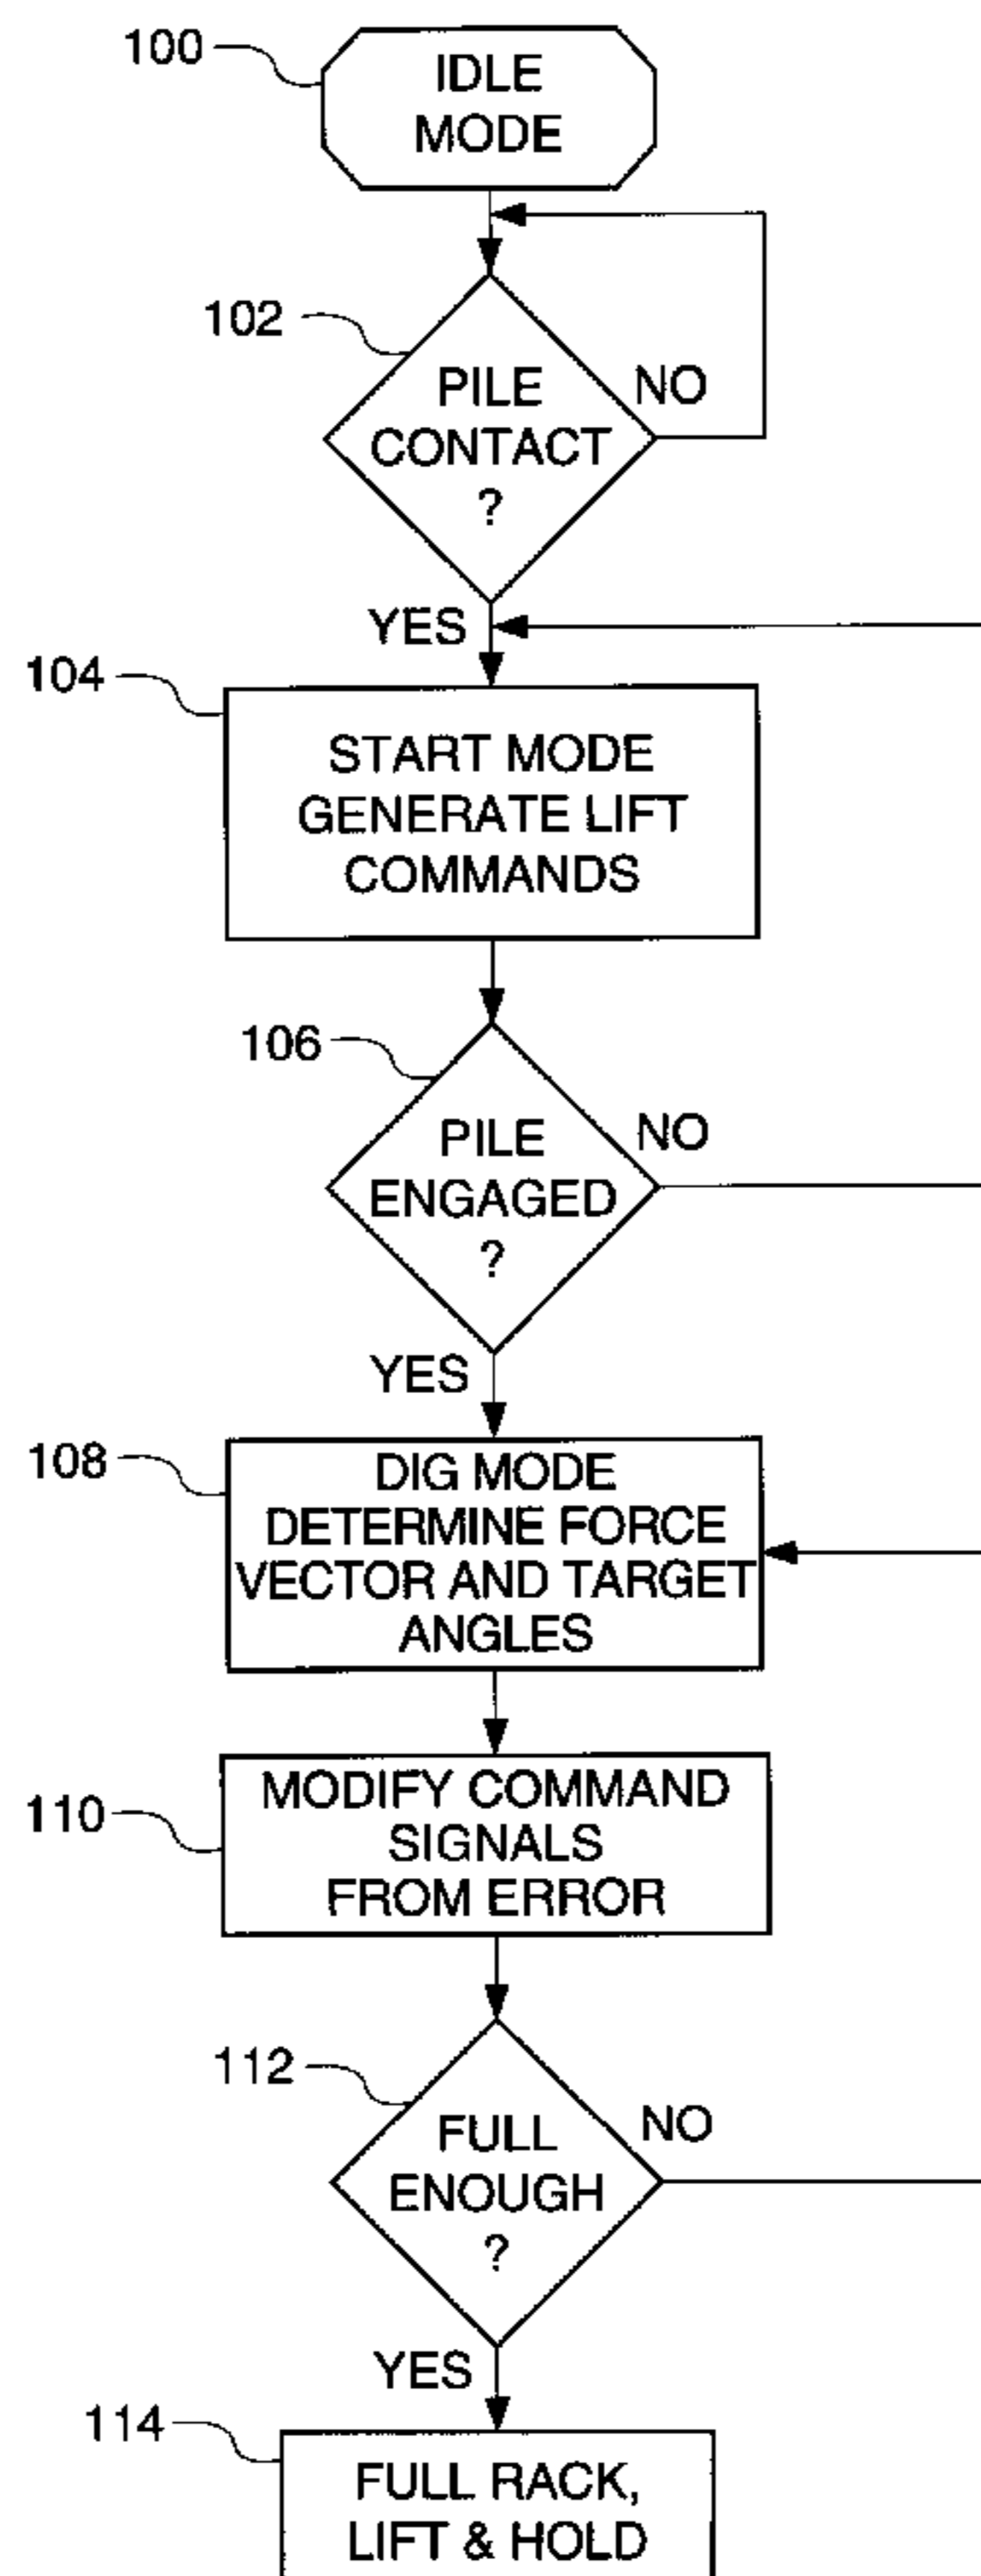 100
IDLE
MODE
102
PILE
CONTACT
?
NO
YES
104
START MODE
GENERATE LIFT
COMMANDS
106
PILE
ENGAGED
?
NO
YES
108
DIG MODE
DETERMINE FORCE
VECTOR AND TARGET
ANGLES
110
MODIFY COMMAND
SIGNALS
FROM ERROR
112
FULL
ENOUGH
?
NO
YES
114
FULL RACK,
LIFT & HOLD